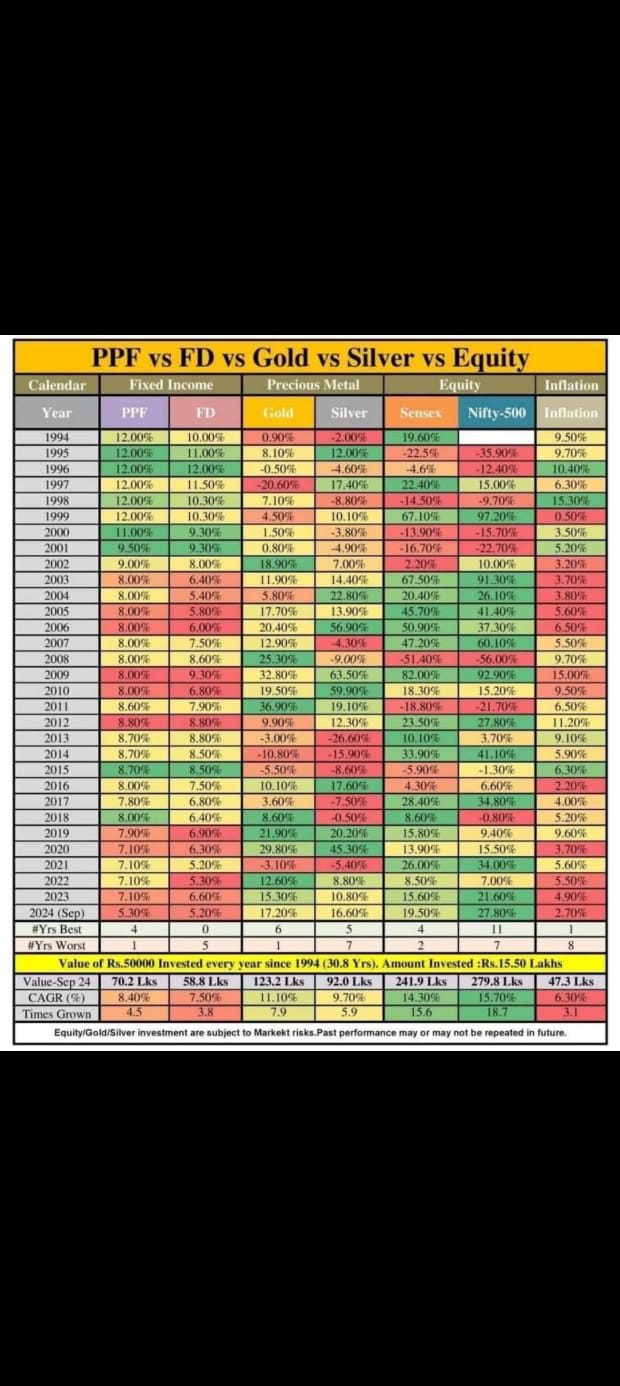 PPF vs FD vs Gold vs Silver vs Equity
Calendar Fixed Income Precious Metal Equity Inflation
Year PPF FD Gold Silver Sensex Nifty-500 Inflation
1994 12.00% 10.00% 0.90% -2.00% 19.60% 9.50%
1995 12.00% 11.00% 8.10% 12.00% -22.5% -35.90% 9.70%
1996 12.00% 12.00% -0.50% -4.60% -4.6% -12.40% 10.40%
1997 12.00% 11.50% -20.60% 17.40% 22.40% 15.00% 6.30%
1998 12.00% 10.30% 7.10% -8.80% -14.50% -9.70% 15.30%
1999 12.00% 10.30% 4.50% 10.10% 67.10% 97.20% 0.50%
2000 11.00% 9.30% 1.50% -3.80% -13.90% -15.70% 3.50%
2001 9.50% 9.30% 0.80% -4.90% -16.70% -22.70% 5.20%
2002 9.00% 8.00% 18.90% 7.00% 2.20% 10.00% 3.20%
2003 8.00% 6.40% 11.90% 14.40% 67.50% 91.30% 3.70%
2004 8.00% 5.40% 5.80% 22.80% 20.40% 26.10% 3.80%
2005 8.00% 5.80% 17.70% 13.90% 45.70% 41.40% 5.60%
2006 8.00% 6.00% 20.40% 56.90% 50.90% 37.30% 6.50%
2007 8.00% 7.50% 12.90% -4.30% 47.20% 60.10% 5.50%
2008 8.00% 8.60% 25.30% -9.00% -51.40% -56.00% 9.70%
2009 8.00% 9.30% 32.80% 63.50% 82.00% 92.90% 15.00%
2010 8.00% 6.80% 19.50% 59.90% 18.30% 15.20% 9.50%
2011 8.60% 7.90% 36.90% 19.10% -18.80% -21.70% 6.50%
2012 8.80% 8.80% 9.90% 12.30% 23.50% 27.80% 11.20%
2013 8.70% 8.80% -3.00% -26.60% 10.10% 3.70% 9.10%
2014 8.70% 8.50% -10.80% -15.90% 33.90% 41.10% 5.90%
2015 8.70% 8.50% -5.50% -8.60% -5.90% -1.30% 6.30%
2016 8.00% 7.50% 10.10% 17.60% 4.30% 6.60% 2.20%
2017 7.80% 6.80% 3.60% -7.50% 28.40% 34.80% 4.00%
2018 8.00% 6.40% 8.60% -0.50% 8.60% -0.80% 5.20%
2019 7.90% 6.90% 21.90% 20.20% 15.80% 9.40% 9.60%
2020 7.10% 6.30% 29.80% 45.30% 13.90% 15.50% 3.70%
2021 7.10% 5.20% -3.10% -5.40% 26.00% 34.00% 5.60%
2022 7.10% 5.30% 12.60% 8.80% 8.50% 7.00% 5.50%
2023 7.10% 6.60% 15.30% 10.80% 15.60% 21.60% 4.90%
2024 (Sep) 5.30% 5.20% 17.20% 16.60% 19.50% 27.80% 2.70%
#Yrs Best 4 0 6 5 4 11 1
#Yrs Worst 1 5 1 7 2 7 8
Value of Rs.50000 Invested every year since 1994 (30.8 Yrs). Amount Invested :Rs.15.50 Lakhs
Value-Sep 24 70.2 Lks 58.8 Lks 123.2 Lks 92.0 Lks 241.9 Lks 279.8 Lks 47.3 Lks
CAGR (%) 8.40% 7.50% 11.10% 9.70% 14.30% 15.70% 6.30%
Times Grown 4.5 3.8 7.9 5.9 15.6 18.7 3.1
Equity/Gold/Silver investment are subject to Markekt risks.Past performance may or may not be repeated in future.